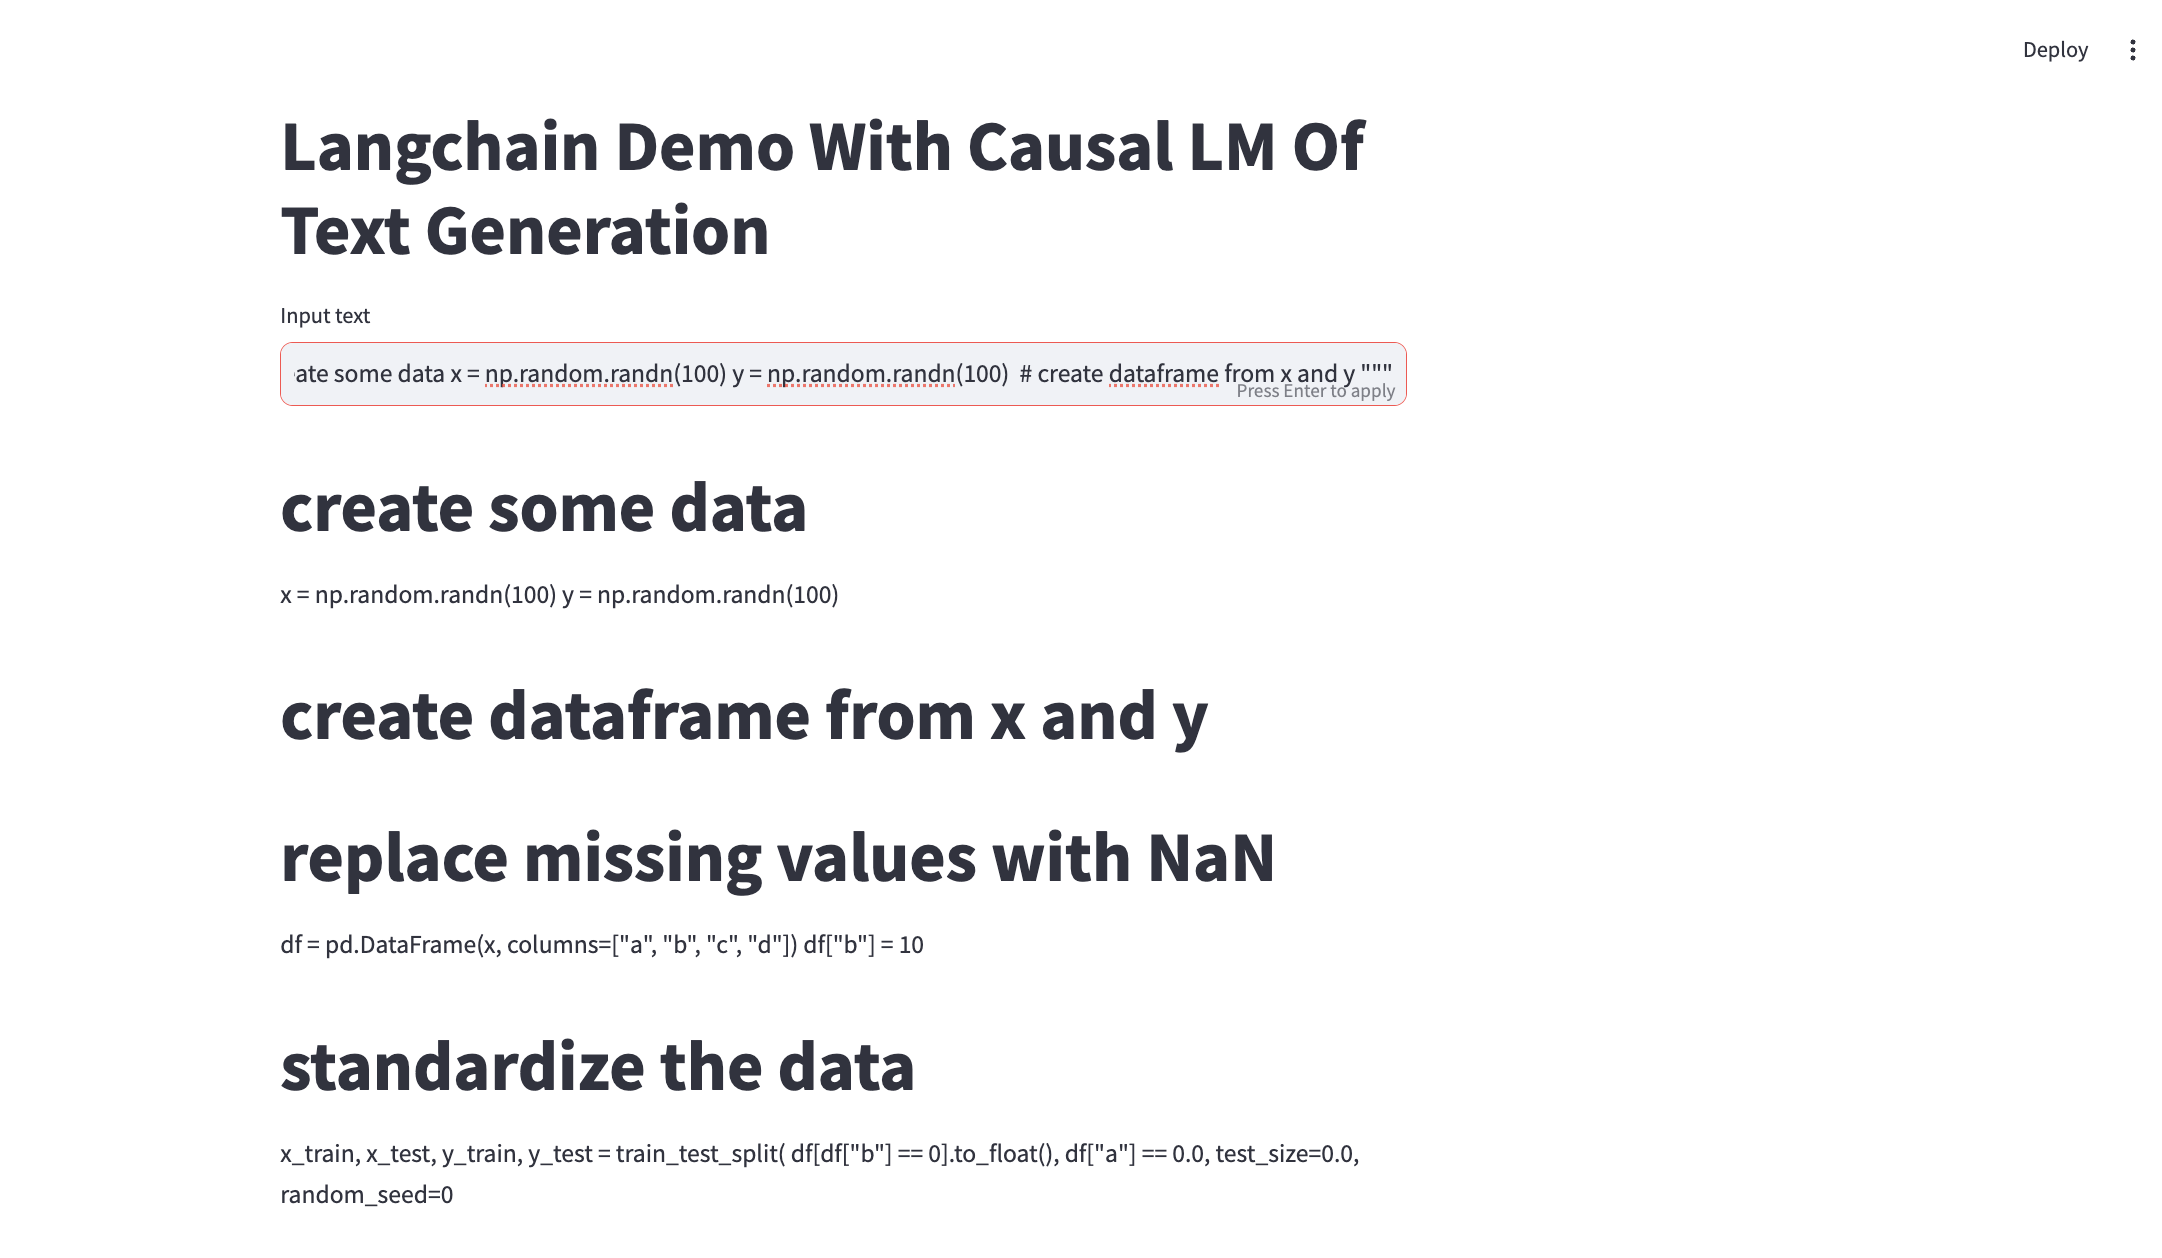 Deploy
Langchain Demo With Causal LM Of
Text Generation
Input text
ate some data x = np.random.randn(100) y = np.random.randn(100)  # create dataframe from x and y """
Press Enter to apply
create some data
x = np.random.randn(100) y = np.random.randn(100)
create dataframe from x and y
replace missing values with NaN
df = pd.DataFrame(x, columns=["a", "b", "c", "d"]) df["b"] = 10
standardize the data
x_train, x_test, y_train, y_test = train_test_split( df[df["b"] == 0].to_float(), df["a"] == 0.0, test_size=0.0,
random_seed=0